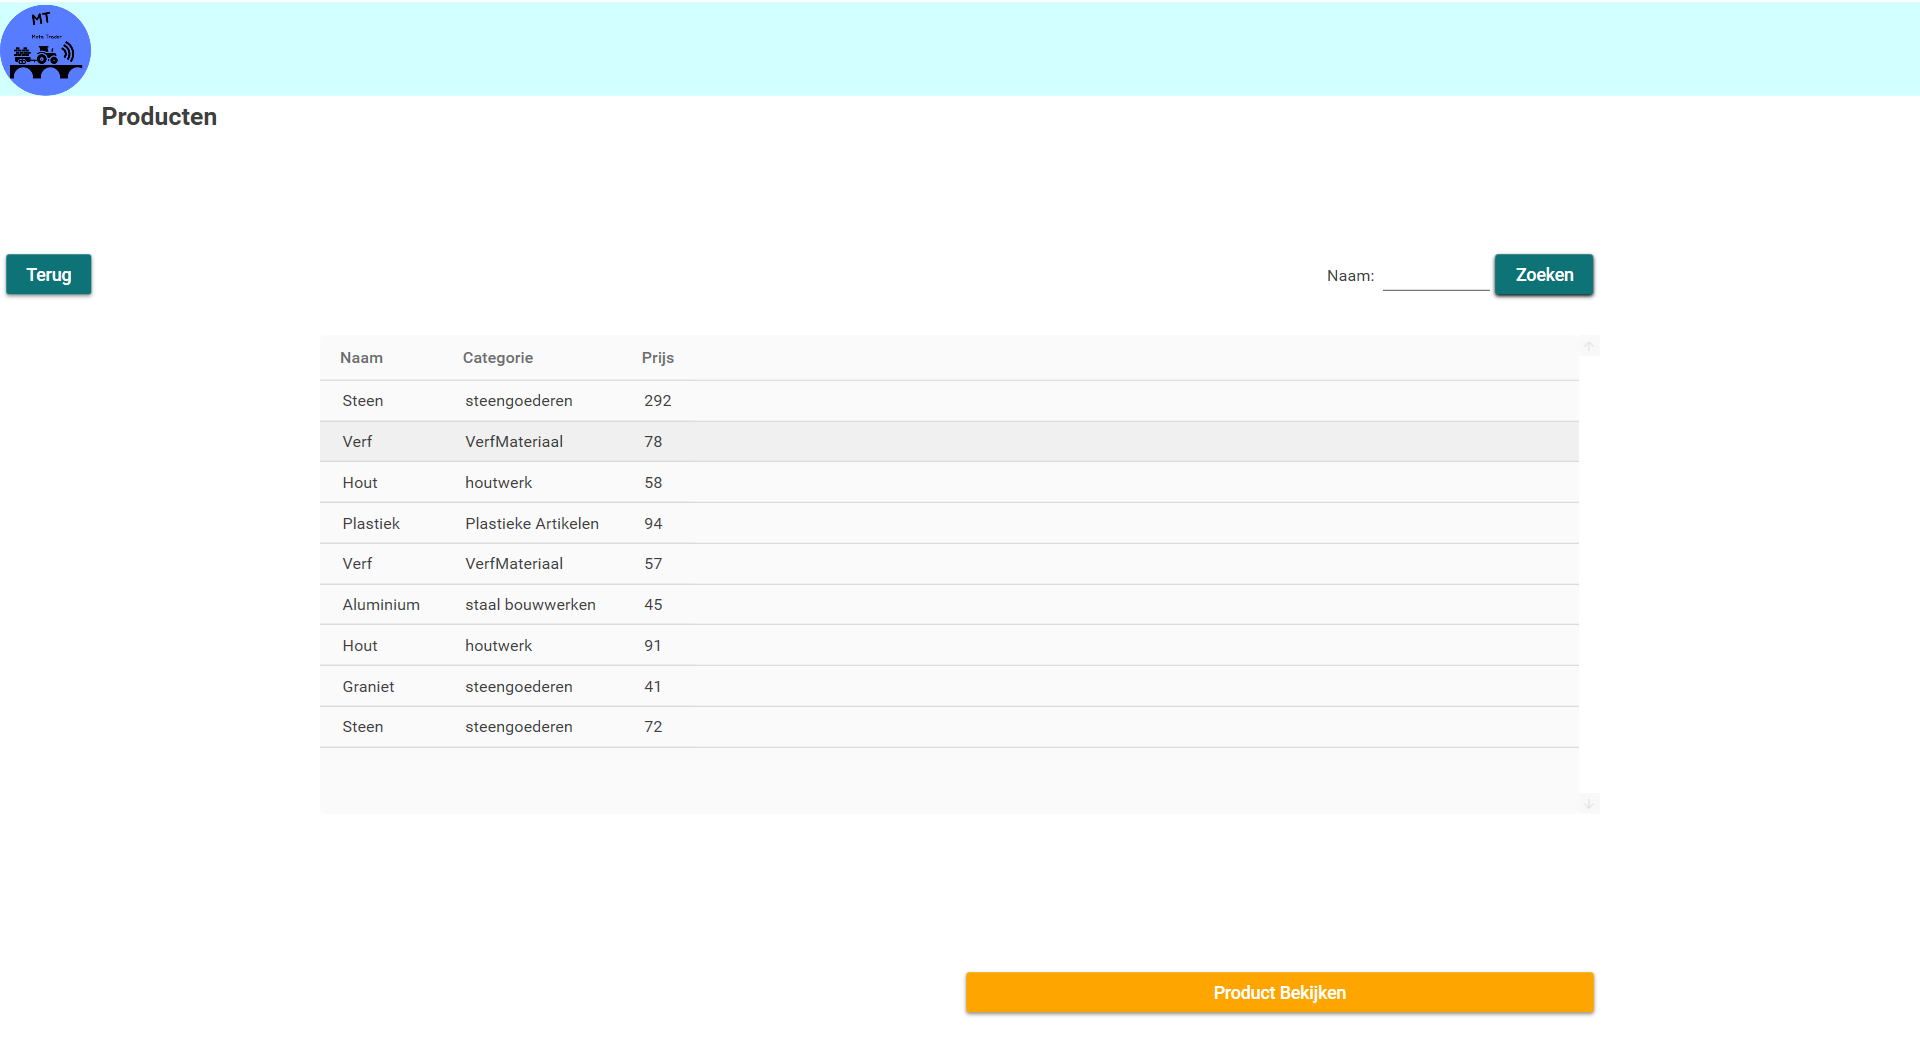 MT
Meta Trader
Producten
Terug
Naam:
Zoeken
Naam Categorie Prijs
Steen steengoederen 292
Verf VerfMateriaal 78
Hout houtwerk 58
Plastiek Plastieke Artikelen 94
Verf VerfMateriaal 57
Aluminium staal bouwwerken 45
Hout houtwerk 91
Graniet steengoederen 41
Steen steengoederen 72
Product Bekijken